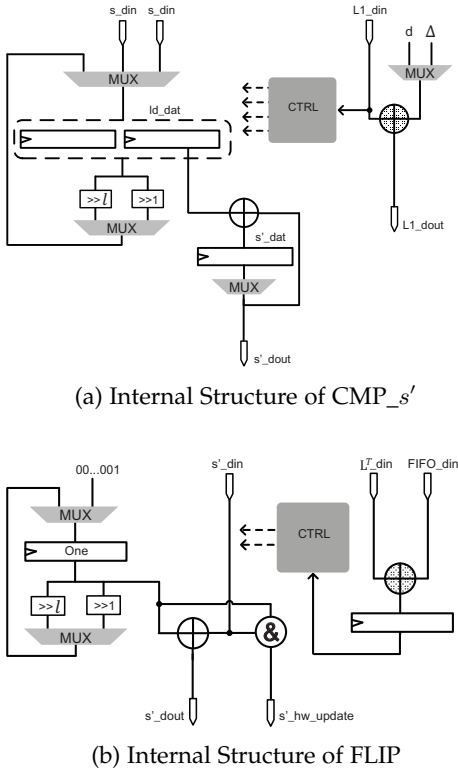 s_din
s_din
L1_din
d
Δ
MUX
MUX
ld_dat
CTRL
>>l
>>1
MUX
s'_dat
L1_dout
MUX
s'_dout
(a) Internal Structure of CMP_s′
00...001
s'_din
L^T_din
FIFO_din
MUX
CTRL
One
>>l
>>1
MUX
&
s'_dout
s'_hw_update
(b) Internal Structure of FLIP